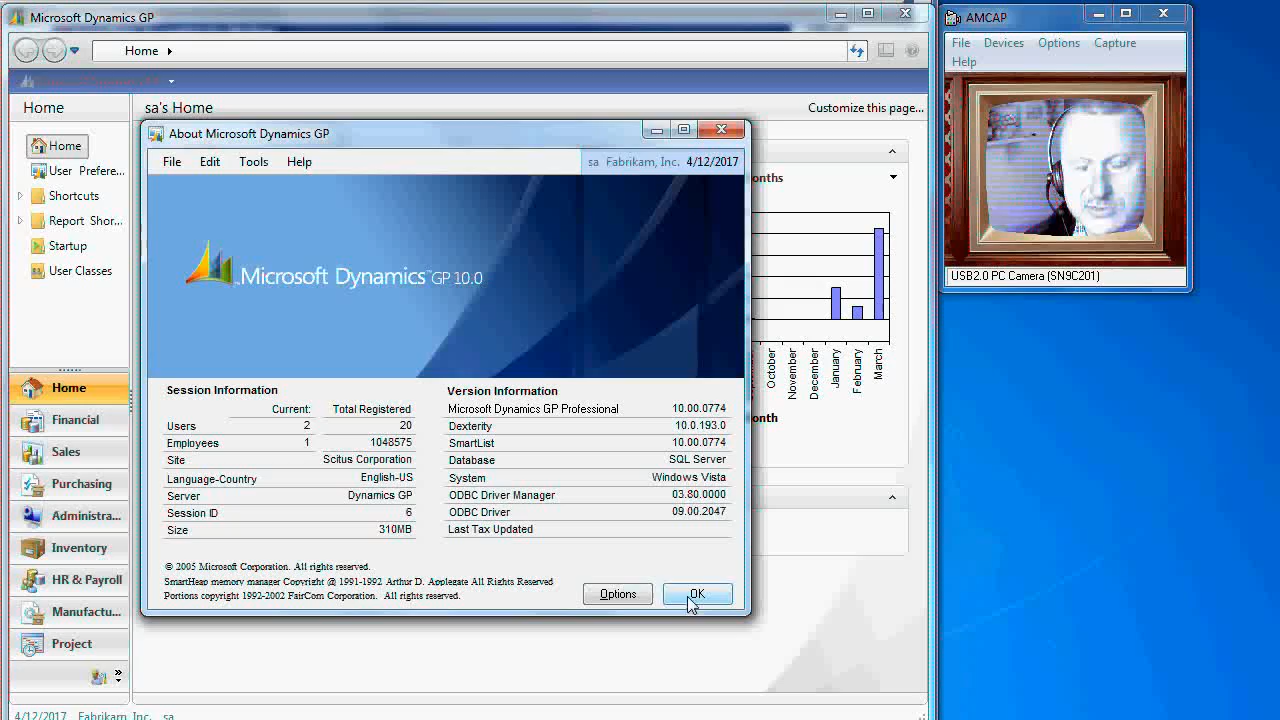 Microsoft Dynamics GP
Home
Home
sa's Home
Customize this page...
Home
User Prefere...
Shortcuts
Report Shor...
Startup
User Classes
Home
Financial
Sales
Purchasing
Administra...
Inventory
HR & Payroll
Manufactu...
Project
About Microsoft Dynamics GP
File Edit Tools Help
sa Fabrikam, Inc. 4/12/2017
Microsoft Dynamics™ GP 10.0
Session Information
Current: Total Registered
Users 2 20
Employees 1 1048575
Site Scitus Corporation
Language-Country English-US
Server Dynamics GP
Session ID 6
Size 310MB
Version Information
Microsoft Dynamics GP Professional 10.00.0774
Dexterity 10.0.193.0
SmartList 10.00.0774
Database SQL Server
System Windows Vista
ODBC Driver Manager 03.80.0000
ODBC Driver 09.00.2047
Last Tax Updated
© 2005 Microsoft Corporation. All rights reserved.
SmartHeap memory manager Copyright @ 1991-1992 Arthur D. Applegate All Rights Reserved
Portions copyright 1992-2002 FairCom Corporation. All rights reserved.
Options
OK
onths
October
November
December
January
February
March
onth
4/12/2017 Fabrikam, Inc. sa
AMCAP
File Devices Options Capture
Help
USB2.0 PC Camera (SN9C201)